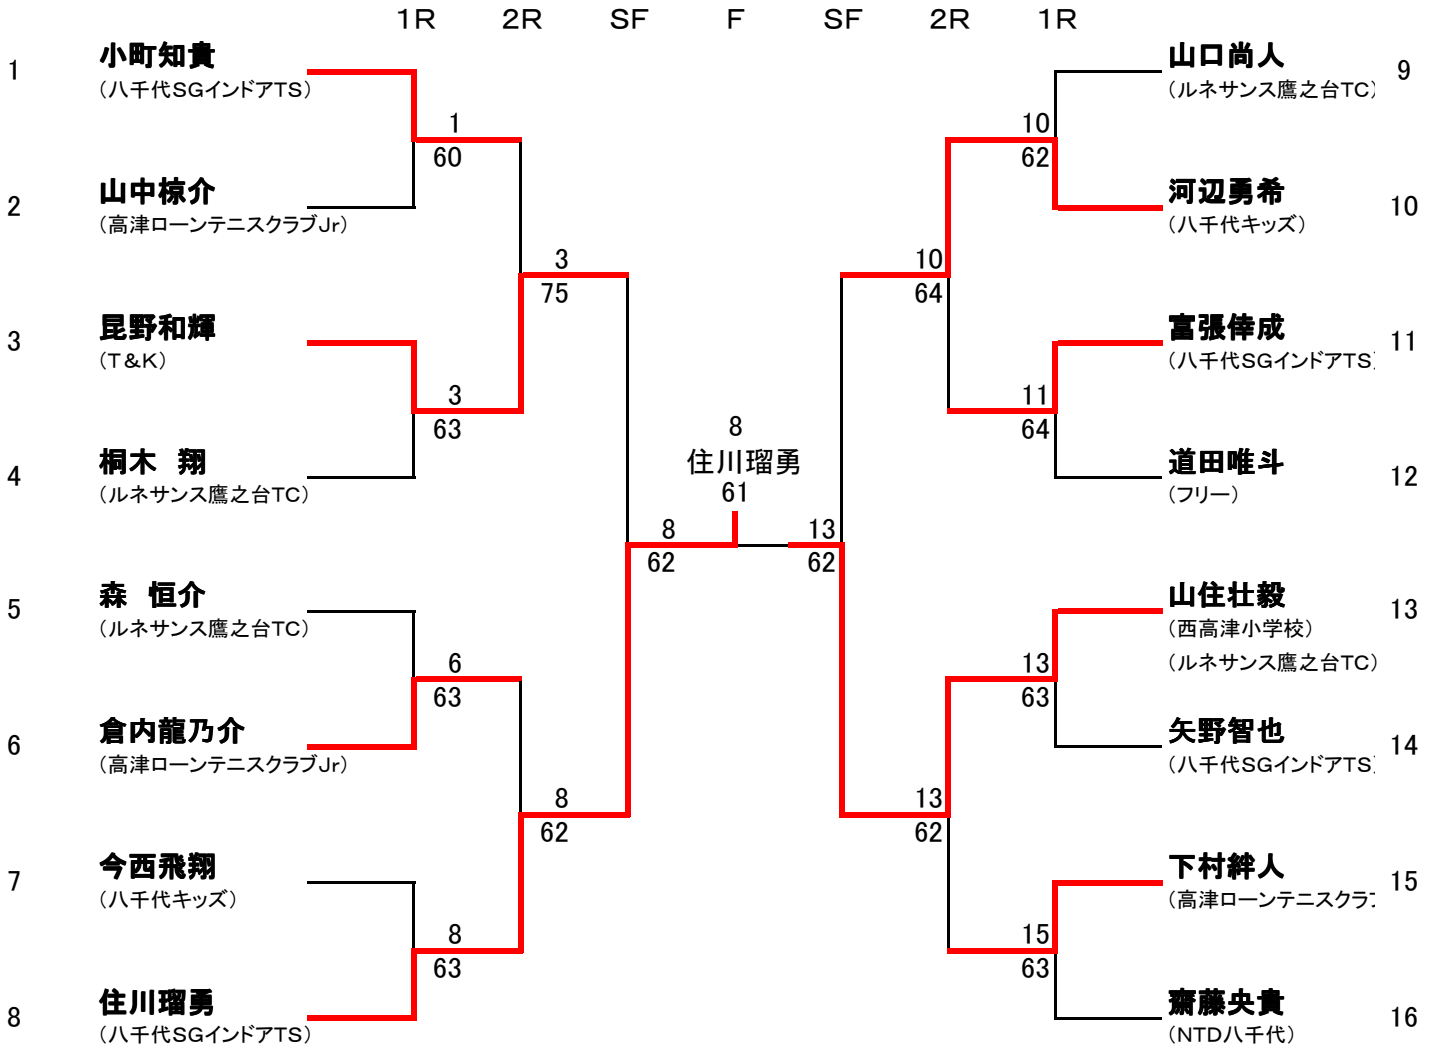 1R 2R SF F SF 2R 1R
1
小町知貴
(八千代SGインドアTS)
2
山中椋介
(高津ローンテニスクラブJr)
1
60
3
昆野和輝
(T&K)
4
桐木 翔
(ルネサンス鷹之台TC)
3
63
3
75
5
森 恒介
(ルネサンス鷹之台TC)
6
倉内龍乃介
(高津ローンテニスクラブJr)
6
63
7
今西飛翔
(八千代キッズ)
8
住川瑠勇
(八千代SGインドアTS)
8
63
8
62
8
62
8
住川瑠勇
61
13
62
山口尚人
(ルネサンス鷹之台TC)
9
河辺勇希
(八千代キッズ)
10
10
62
富張倖成
(八千代SGインドアTS)
11
道田唯斗
(フリー)
12
11
64
10
64
山住壮毅
(西高津小学校)
(ルネサンス鷹之台TC)
13
矢野智也
(八千代SGインドアTS)
14
13
63
下村絆人
(高津ローンテニスクラブ
15
齋藤央貴
(NTD八千代)
16
15
63
13
62